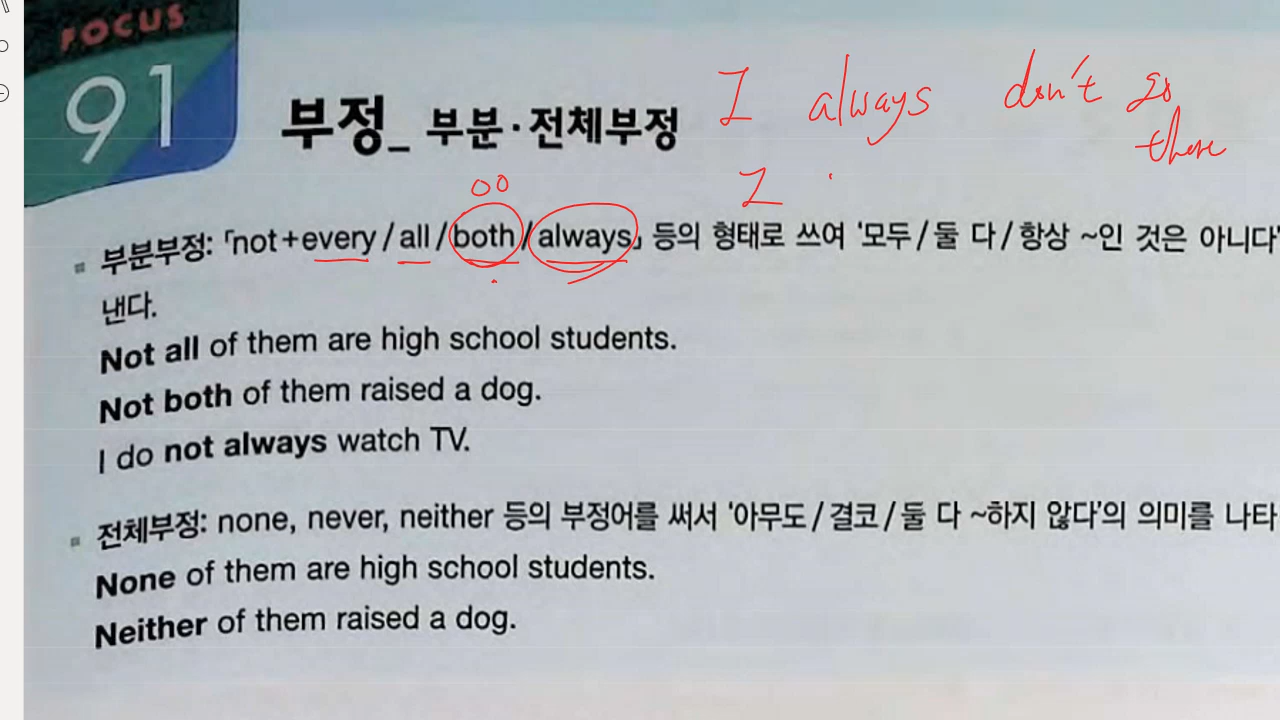 FOCUS
91
부정_ 부분·전체부정
I always don't go
there
I
부분부정: 「not+every / all / both / always」 등의 형태로 쓰여 '모두 / 둘 다 / 항상 ~인 것은 아니다'
낸다.
Not all of them are high school students.
Not both of them raised a dog.
I do not always watch TV.
전체부정: none, never, neither 등의 부정어를 써서 '아무도 / 결코 / 둘 다 ~하지 않다'의 의미를 나타
None of them are high school students.
Neither of them raised a dog.